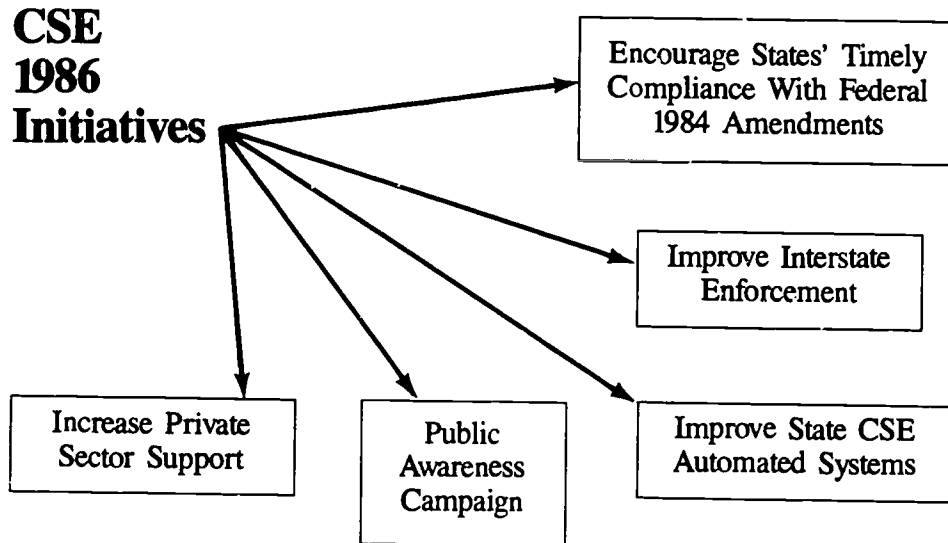 CSE
1986
Initiatives
Encourage States' Timely
Compliance With Federal
1984 Amendments
Improve Interstate
Enforcement
Improve State CSE
Automated Systems
Public
Awareness
Campaign
Increase Private
Sector Support